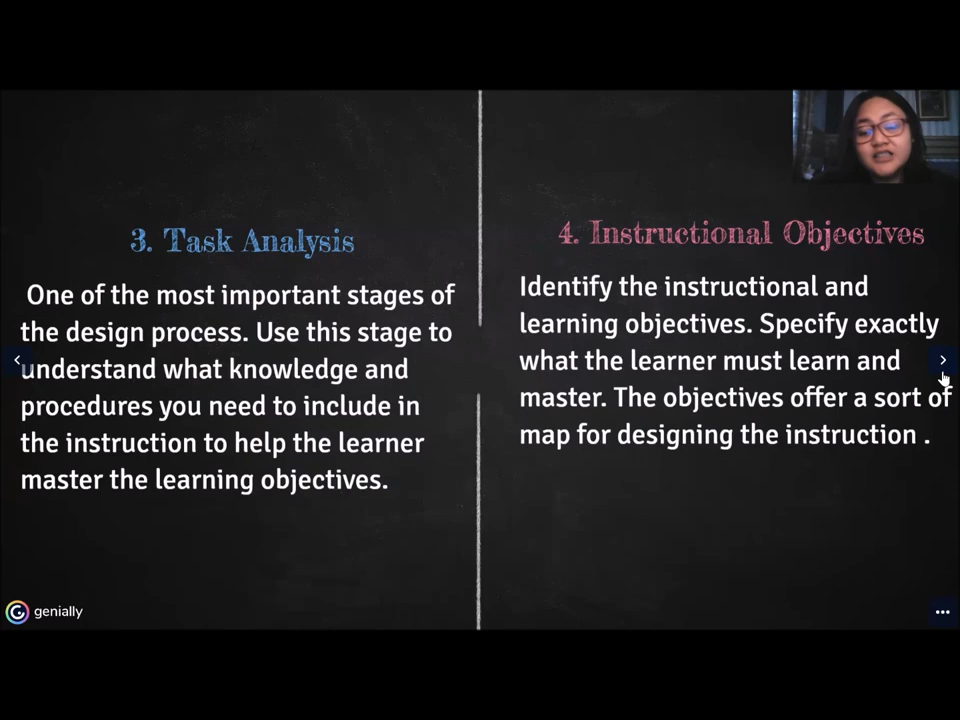 3. Task Analysis
One of the most important stages of
the design process. Use this stage to
understand what knowledge and
procedures you need to include in
the instruction to help the learner
master the learning objectives.
4. Instructional Objectives
Identify the instructional and
learning objectives. Specify exactly
what the learner must learn and
master. The objectives offer a sort of
map for designing the instruction .
genially